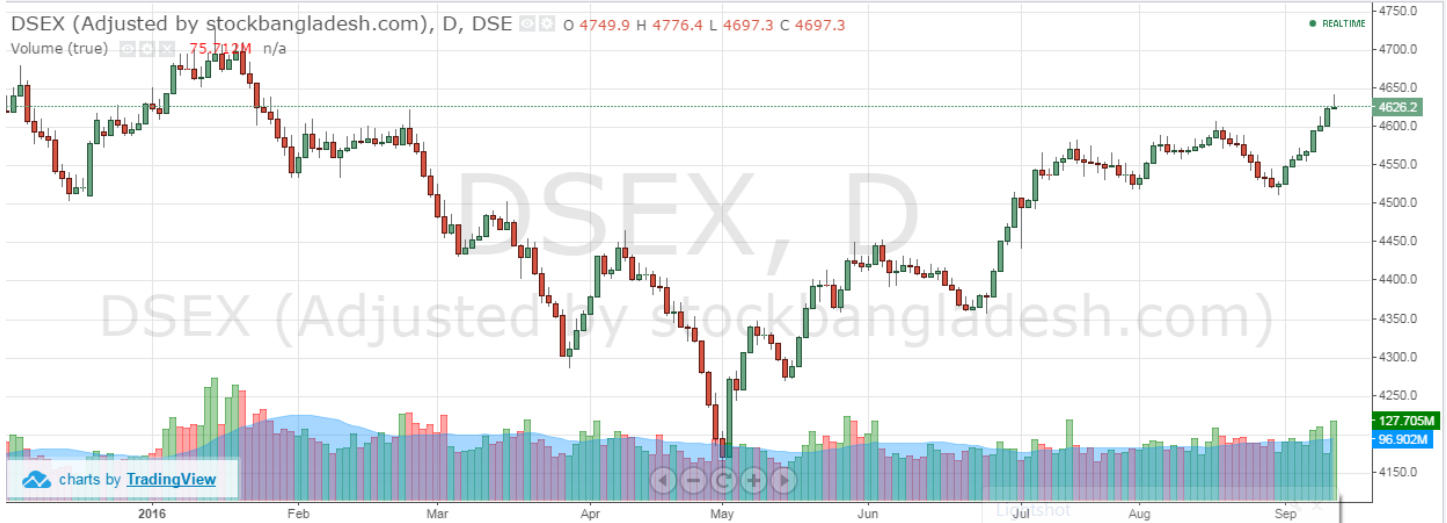 DSEX (Adjusted by stockbangladesh.com), D, DSE O 4749.9 H 4776.4 L 4697.3 C 4697.3
REALTIME
Volume (true) 75.712M n/a
DSEX, D
DSEX (Adjusted by stockbangladesh.com)
4750.0
4700.0
4650.0
4626.2
4600.0
4550.0
4500.0
4450.0
4400.0
4350.0
4300.0
4250.0
127.705M
96.902M
4150.0
charts by TradingView
2016 Feb Mar Apr May Jun Jul Aug Sep
Lightshot